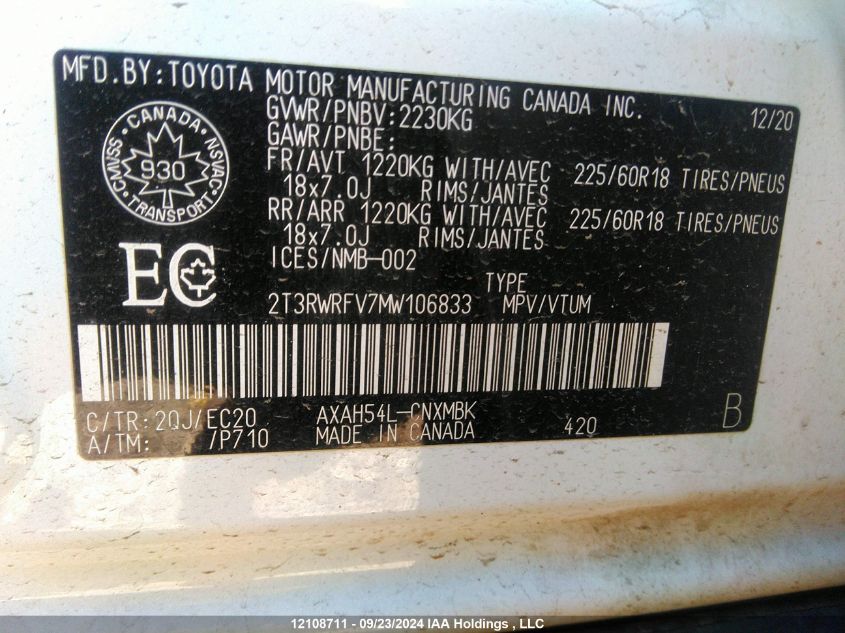 MFD.BY:TOYOTA MOTOR MANUFACTURING CANADA INC.
GVWR/PNBV:2230KG 12/20
GAWR/PNBE:
FR/AVT 1220KG WITH/AVEC 225/60R18 TIRES/PNEUS
18x7.0J RIMS/JANTES
RR/ARR 1220KG WITH/AVEC 225/60R18 TIRES/PNEUS
18x7.0J RIMS/JANTES
ICES/NMB-002
CANADA
CMVSS 930 NSVAC
TRANSPORT
EC
TYPE
2T3RWRFV7MW106833 MPV/VTUM
C/TR:2QJ/EC20 AXAH54L-CNXMBK
A/TM: /P710 MADE IN CANADA 420 B
12108711 - 09/23/2024 IAA Holdings , LLC